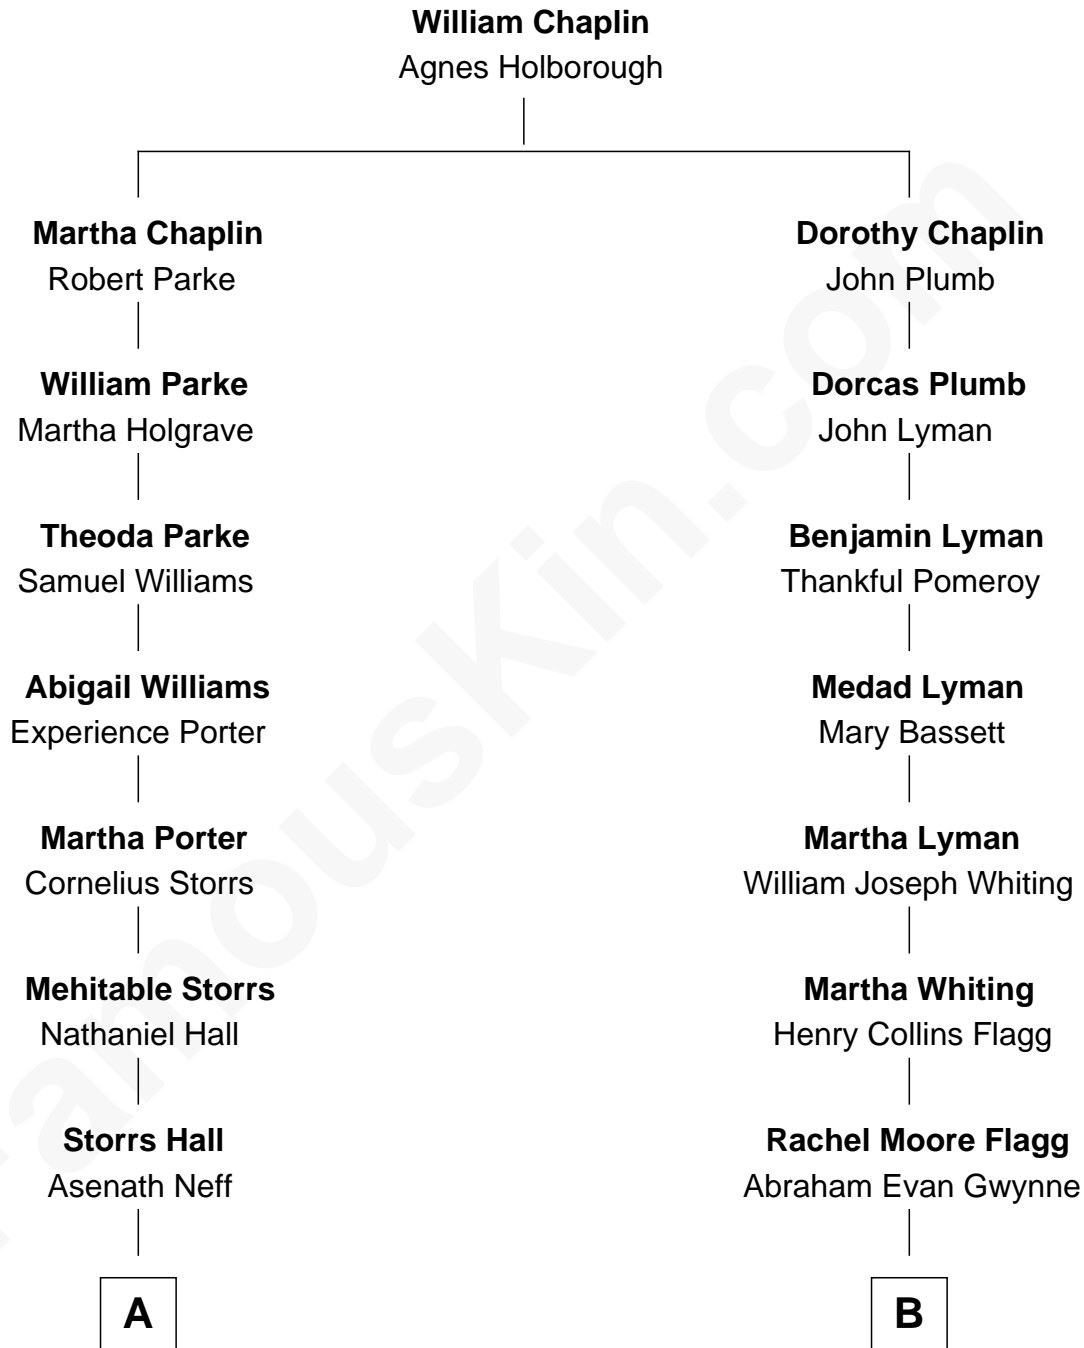 William Chaplin
Agnes Holborough
Martha Chaplin
Robert Parke
Dorothy Chaplin
John Plumb
William Parke
Martha Holgrave
Dorcas Plumb
John Lyman
Theoda Parke
Samuel Williams
Benjamin Lyman
Thankful Pomeroy
Abigail Williams
Experience Porter
Medad Lyman
Mary Bassett
Martha Porter
Cornelius Storrs
Martha Lyman
William Joseph Whiting
Mehitable Storrs
Nathaniel Hall
Martha Whiting
Henry Collins Flagg
Storrs Hall
Asenath Neff
Rachel Moore Flagg
Abraham Evan Gwynne
A
B
FamousKin.com